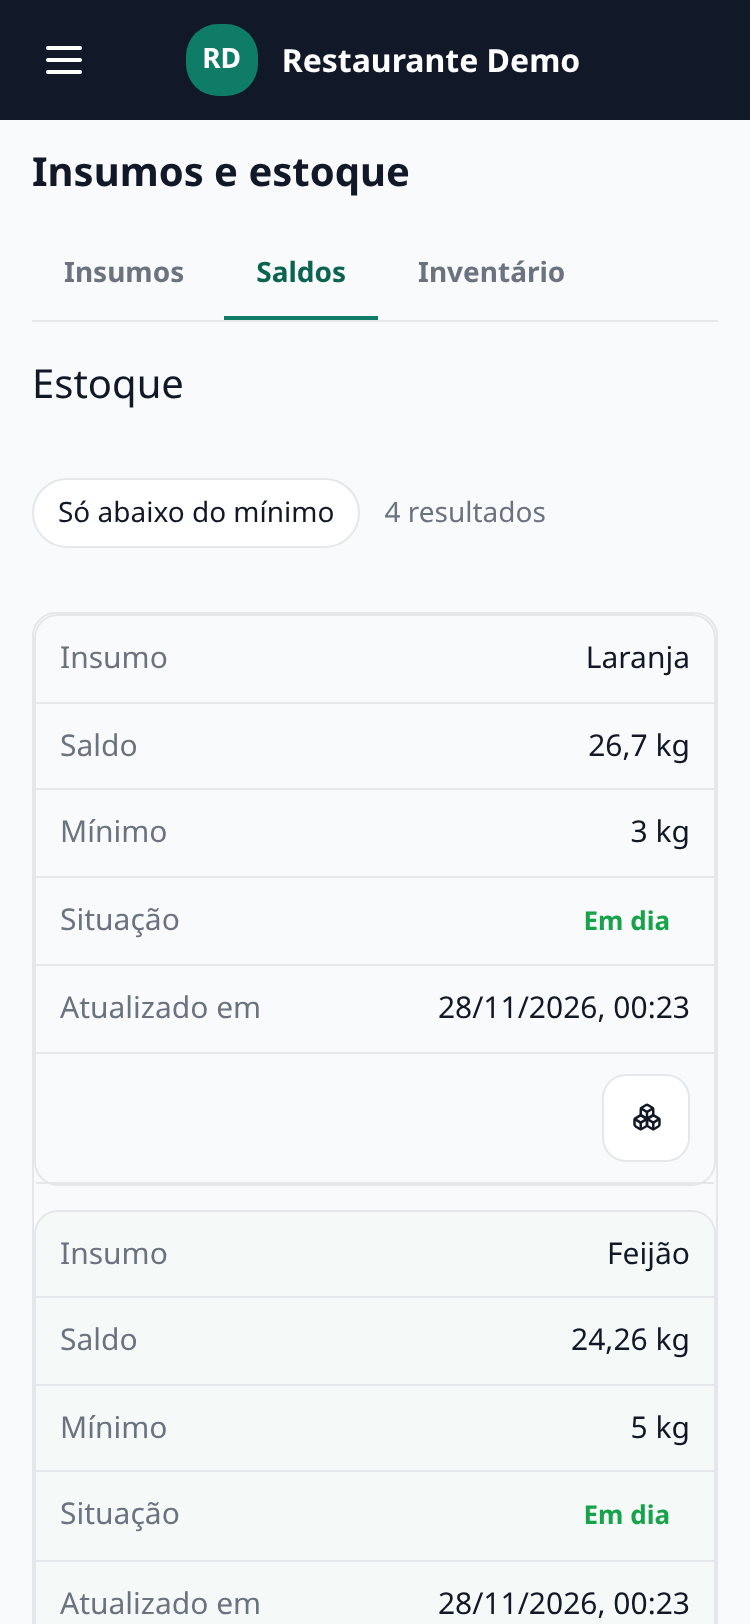 RD Restaurante Demo
Insumos e estoque
Insumos Saldos Inventário
Estoque
Só abaixo do mínimo 4 resultados
Insumo Laranja
Saldo 26,7 kg
Mínimo 3 kg
Situação Em dia
Atualizado em 28/11/2026, 00:23
Insumo Feijão
Saldo 24,26 kg
Mínimo 5 kg
Situação Em dia
Atualizado em 28/11/2026, 00:23